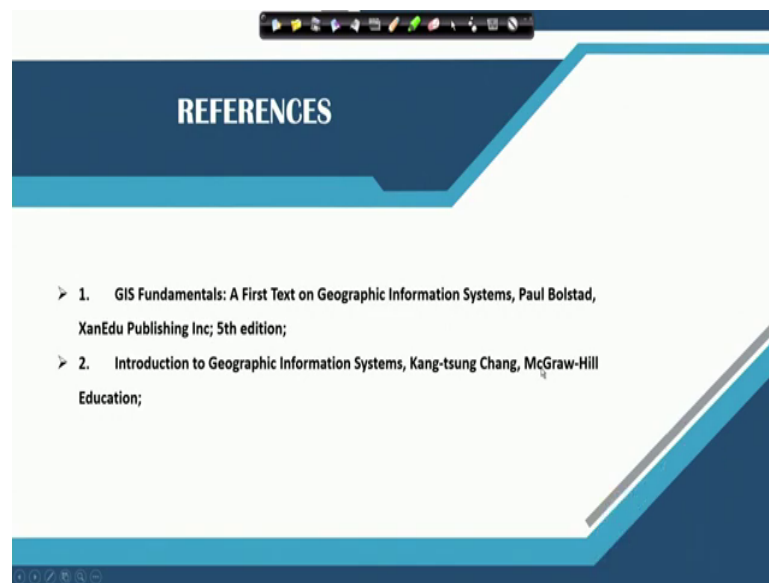 REFERENCES
➢ 1. GIS Fundamentals: A First Text on Geographic Information Systems, Paul Bolstad,
XanEdu Publishing Inc; 5th edition;
➢ 2. Introduction to Geographic Information Systems, Kang-tsung Chang, McGraw-Hill
Education;